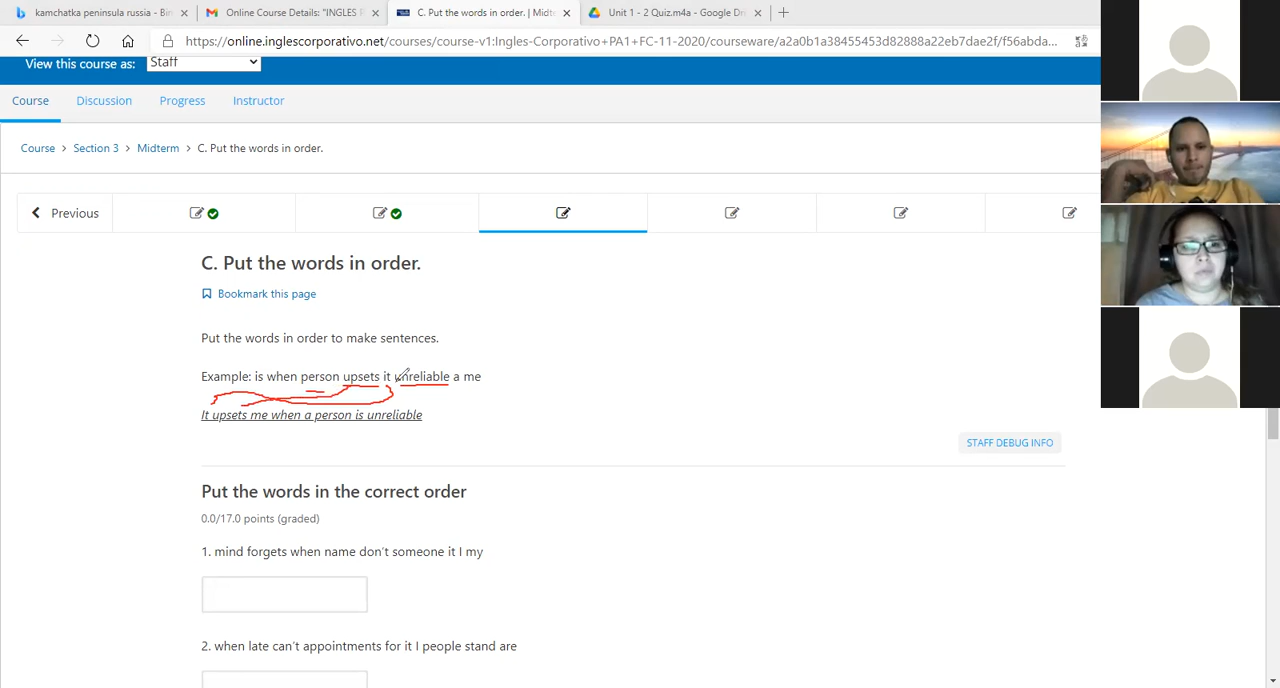 kamchatka peninsula russia - Bin
Online Course Details: "INGLES P
C. Put the words in order. | Midte
Unit 1 - 2 Quiz.m4a - Google Dri
https://online.inglescorporativo.net/courses/course-v1:Ingles-Corporativo+PA1+FC-11-2020/courseware/a2a0b1a38455453d82888a22eb7dae2f/f56abda...
View this course as: Staff
Course Discussion Progress Instructor
Course > Section 3 > Midterm > C. Put the words in order.
Previous
C. Put the words in order.
Bookmark this page
Put the words in order to make sentences.
Example: is when person upsets it unreliable a me
It upsets me when a person is unreliable
STAFF DEBUG INFO
Put the words in the correct order
0.0/17.0 points (graded)
1. mind forgets when name don't someone it I my
2. when late can't appointments for it I people stand are